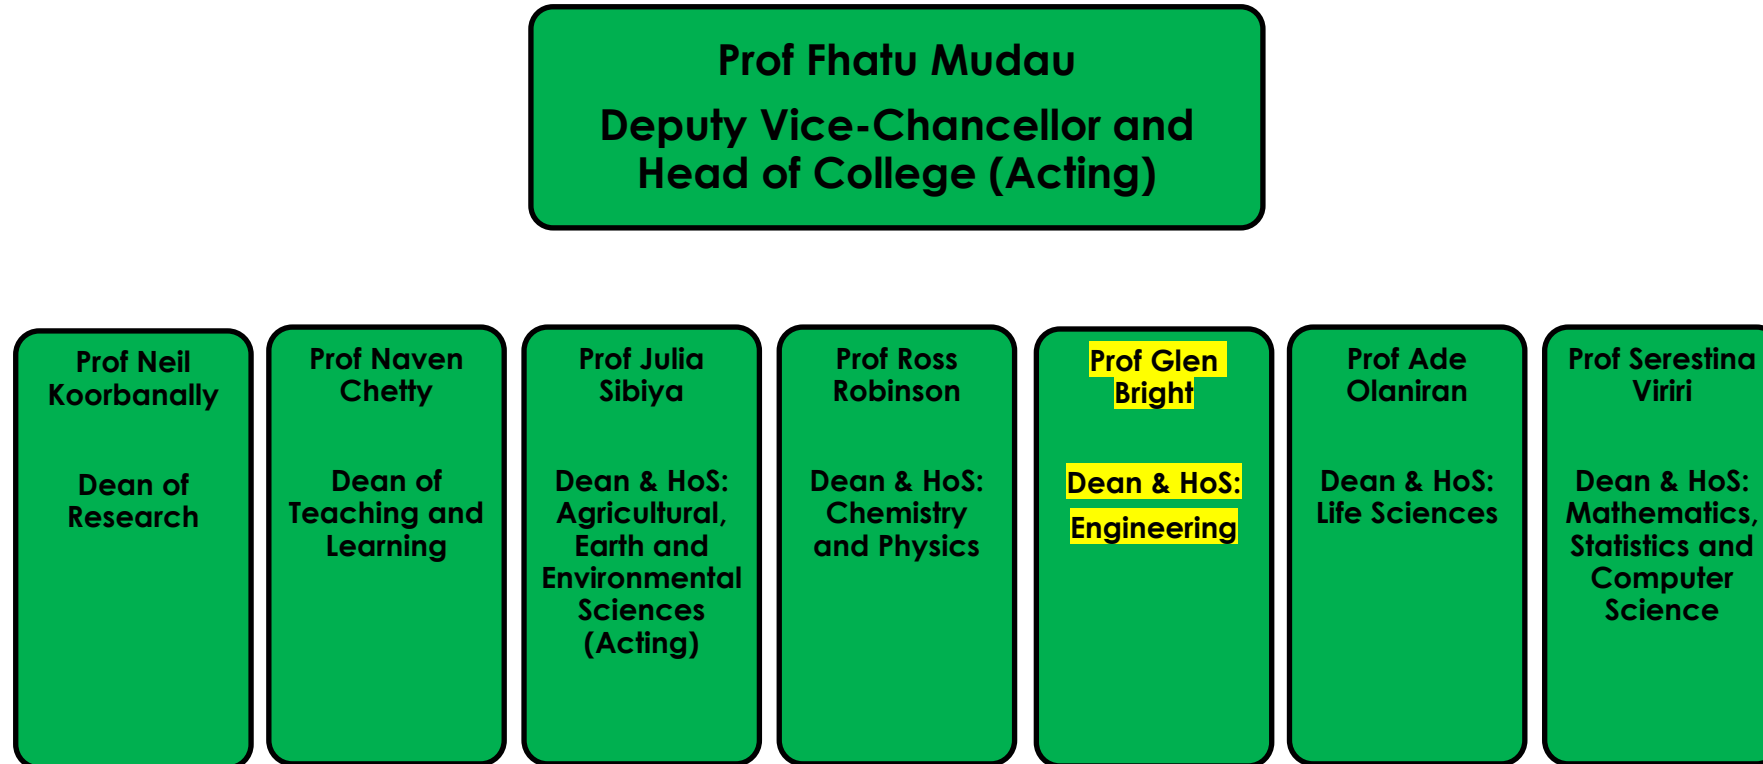 Prof Fhatu Mudau
Deputy Vice-Chancellor and
Head of College (Acting)
Prof Neil
Koorbanally
Dean of
Research
Prof Naven
Chetty
Dean of
Teaching and
Learning
Prof Julia
Sibiya
Dean & HoS:
Agricultural,
Earth and
Environmental
Sciences
(Acting)
Prof Ross
Robinson
Dean & HoS:
Chemistry
and Physics
Prof Glen
Bright
Dean & HoS:
Engineering
Prof Ade
Olaniran
Dean & HoS:
Life Sciences
Prof Serestina
Viriri
Dean & HoS:
Mathematics,
Statistics and
Computer
Science